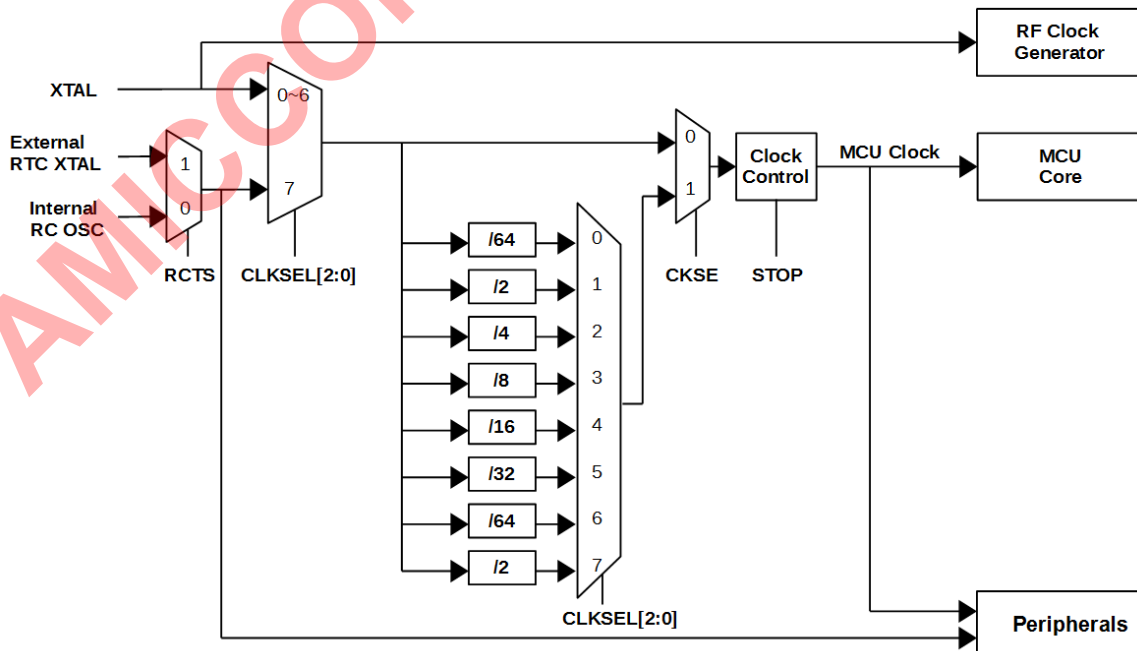 RF Clock
Generator
XTAL
0~6
External
RTC XTAL
1
7
Internal
RC OSC
0
RCTS
CLKSEL[2:0]
0
1
CKSE
Clock
Control
STOP
MCU Clock
MCU
Core
/64
0
/2
1
/4
2
/8
3
/16
4
/32
5
/64
6
/2
7
CLKSEL[2:0]
Peripherals
AMICCO